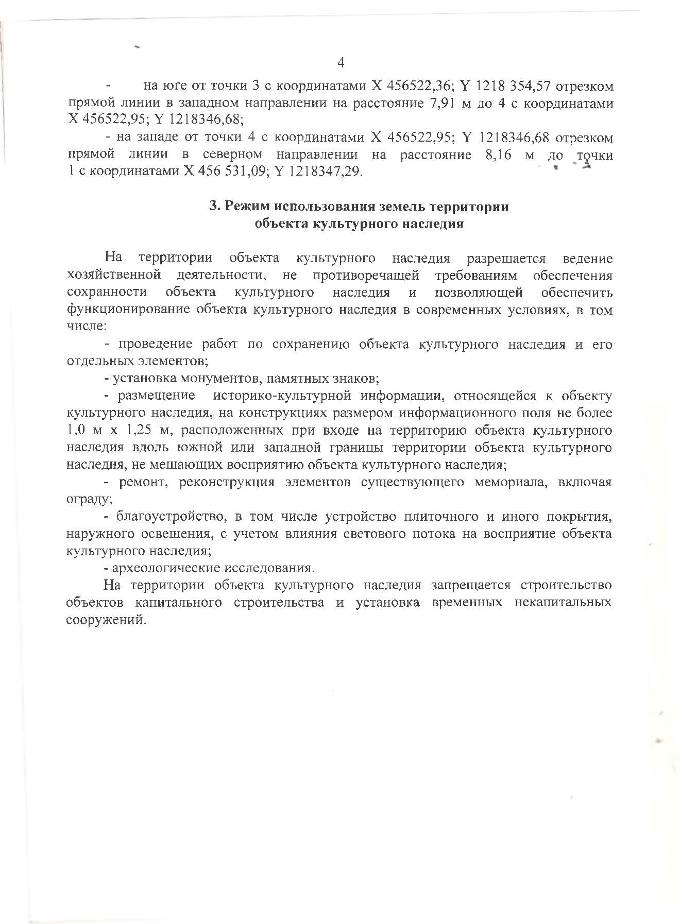 4
- на юге от точки 3 с координатами X 456522,36; Y 1218 354,57 отрезком
прямой линии в западном направлении на расстояние 7,91 м до 4 с координатами
X 456522,95; Y 1218346,68;
- на западе от точки 4 с координатами X 456522,95; Y 1218346,68 отрезком
прямой линии в северном направлении на расстояние 8,16 м до точки
1 с координатами X 456 531,09; Y 1218347,29.
3. Режим использования земель территории
объекта культурного наследия
На территории объекта культурного наследия разрешается ведение
хозяйственной деятельности, не противоречащей требованиям обеспечения
сохранности объекта культурного наследия и позволяющей обеспечить
функционирование объекта культурного наследия в современных условиях, в том
числе:
- проведение работ по сохранению объекта культурного наследия и его
отдельных элементов;
- установка монументов, памятных знаков;
- размещение историко-культурной информации, относящейся к объекту
культурного наследия, на конструкциях размером информационного поля не более
1,0 м х 1,25 м, расположенных при входе на территорию объекта культурного
наследия вдоль южной или западной границы территории объекта культурного
наследия, не мешающих восприятию объекта культурного наследия;
- ремонт, реконструкция элементов существующего мемориала, включая
ограду;
- благоустройство, в том числе устройство плиточного и иного покрытия,
наружного освещения, с учетом влияния светового потока на восприятие объекта
культурного наследия;
- археологические исследования.
На территории объекта культурного наследия запрещается строительство
объектов капитального строительства и установка временных некапитальных
сооружений.